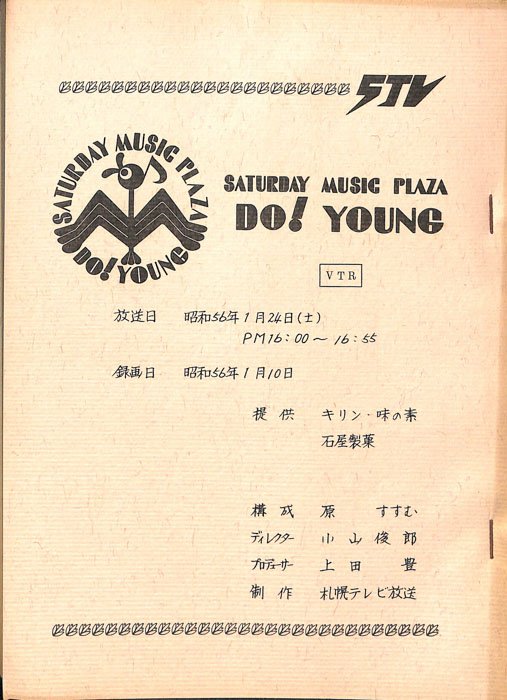 STV
SATURDAY MUSIC PLAZA
DO! YOUNG
SATURDAY MUSIC PLAZA
DO! YOUNG
VTR
放送日 昭和56年1月24日(土)
PM16:00〜16:55
録画日 昭和56年1月10日
提供 キリン・味の素
石屋製菓
構成 原 すすむ
ディレクター 小山俊郎
プロデューサー 上田 豊
制作 札幌テレビ放送